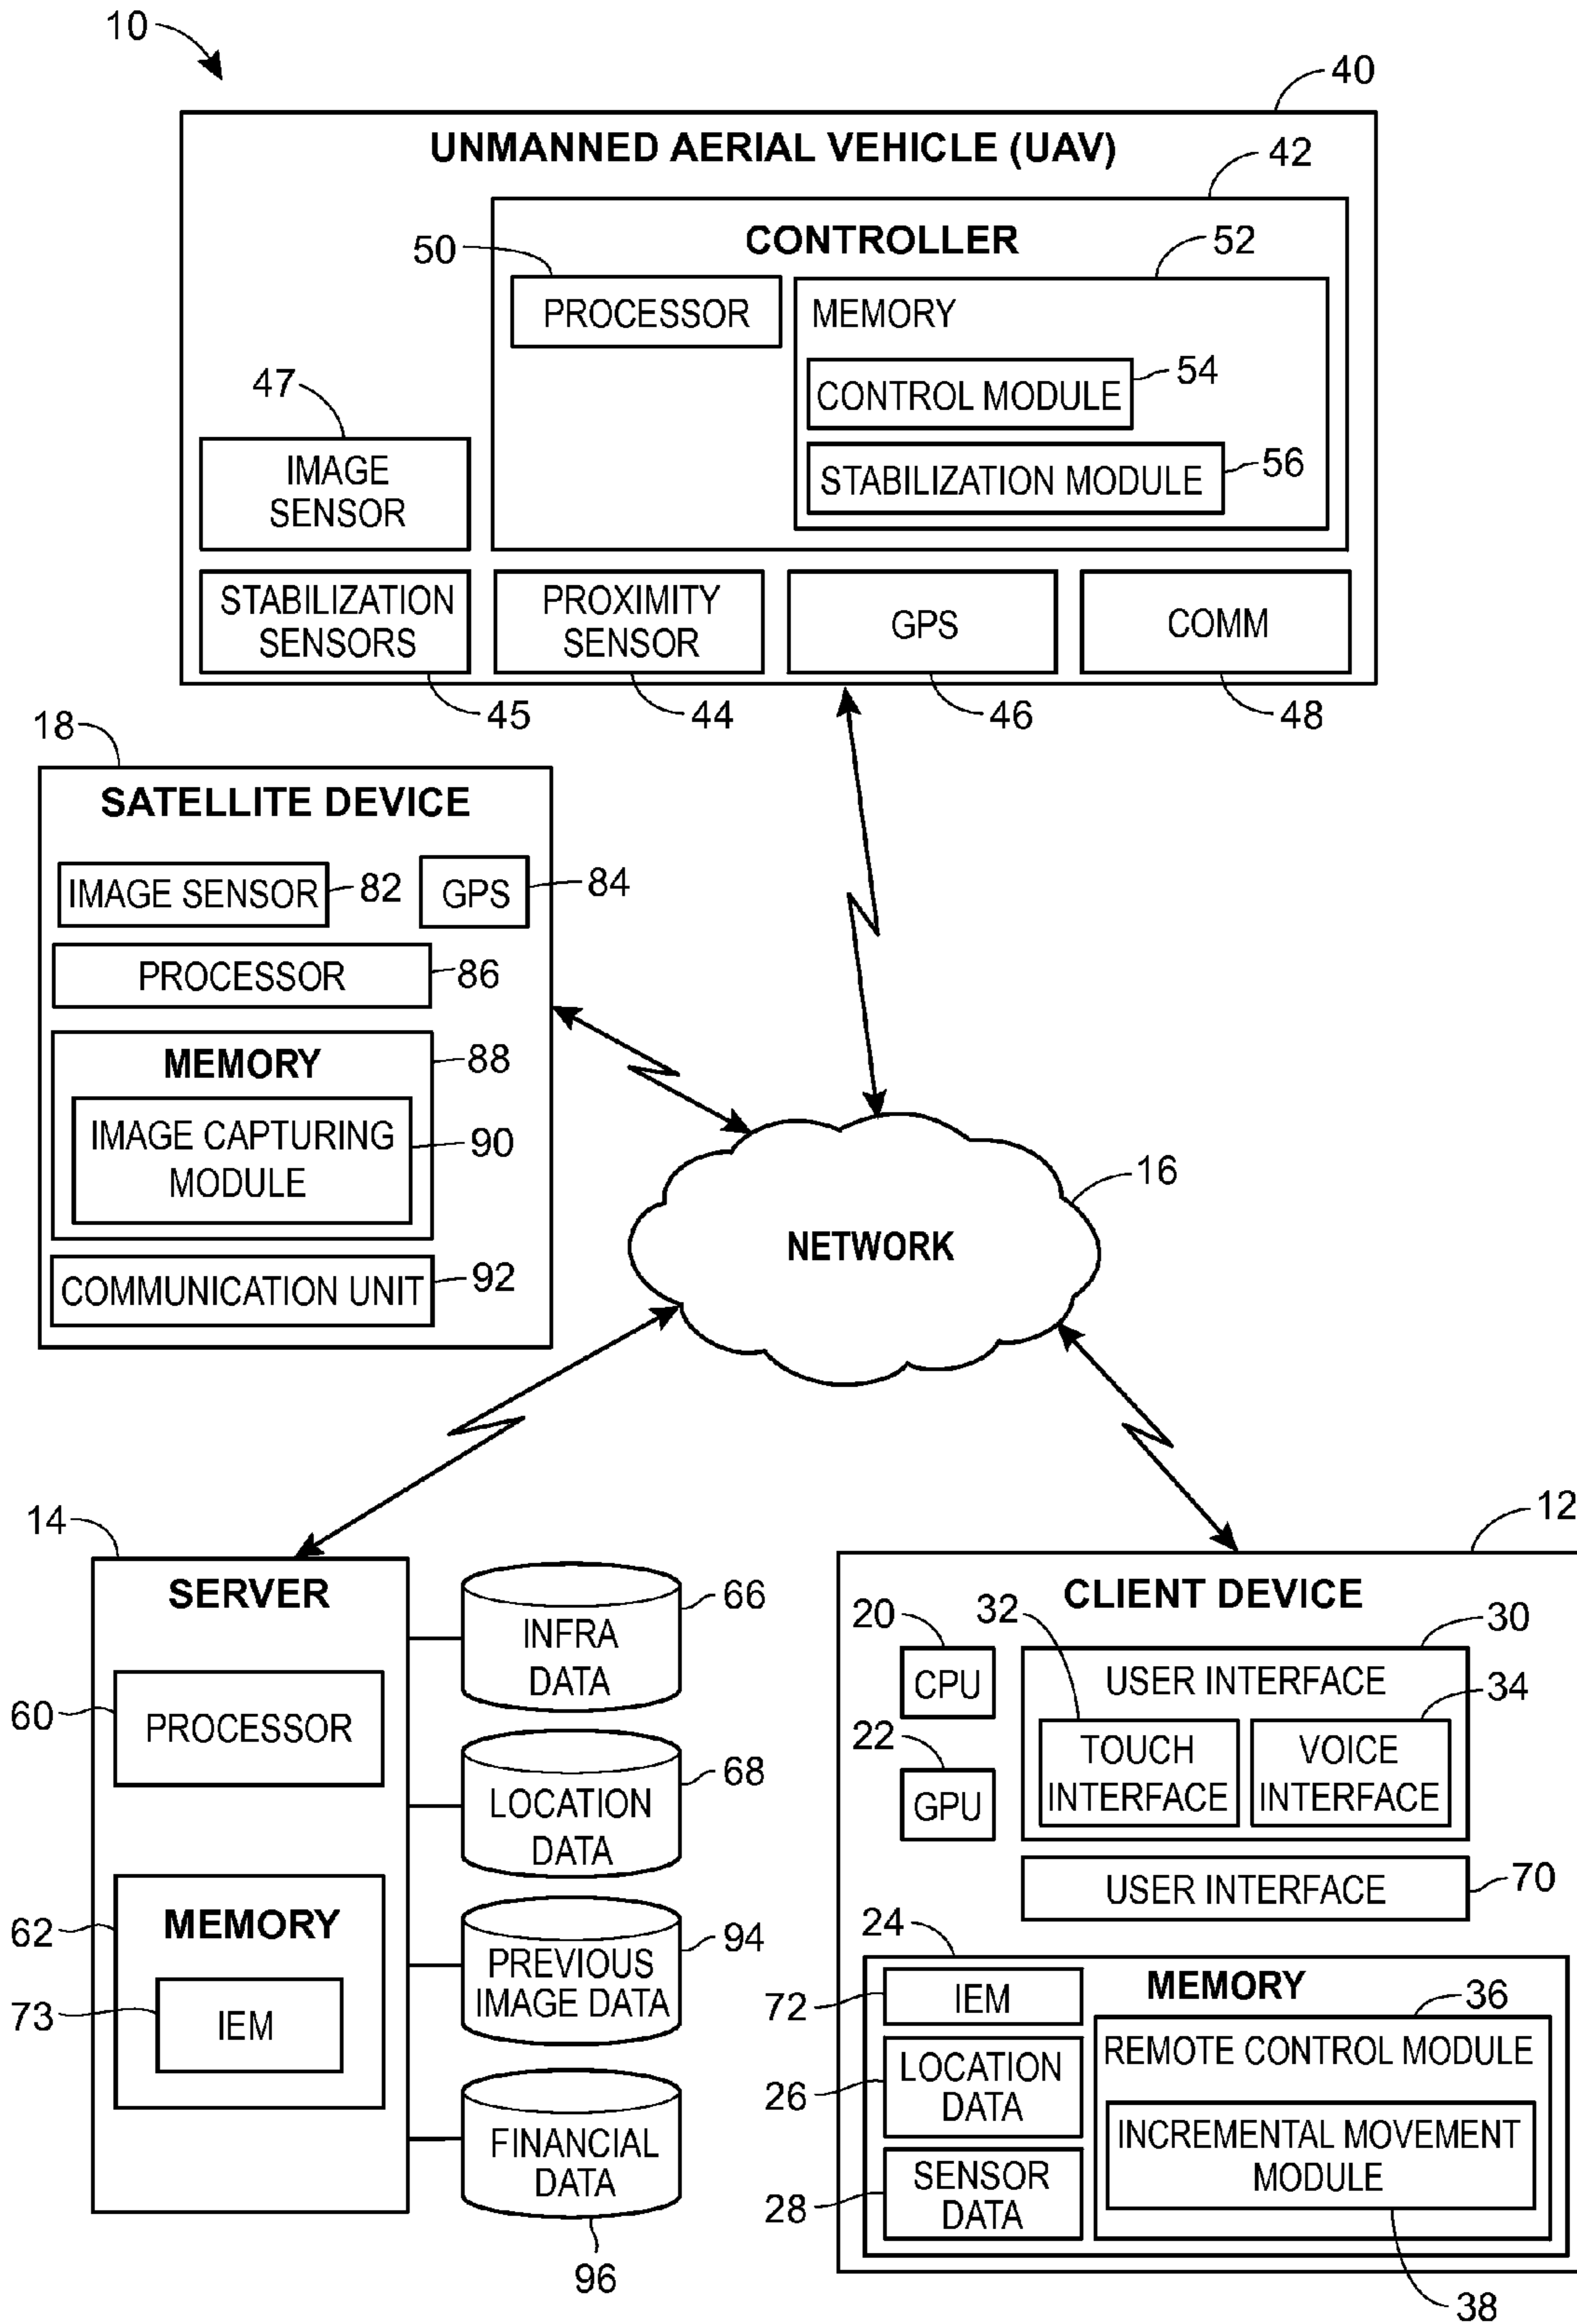 10
40
UNMANNED AERIAL VEHICLE (UAV)
42
CONTROLLER
50
52
PROCESSOR
MEMORY
47
CONTROL MODULE
54
STABILIZATION MODULE
56
IMAGE
SENSOR
STABILIZATION
SENSORS
PROXIMITY
SENSOR
GPS
COMM
45
44
46
48
18
SATELLITE DEVICE
IMAGE SENSOR
82
GPS
84
PROCESSOR
86
MEMORY
88
IMAGE CAPTURING
MODULE
90
COMMUNICATION UNIT
92
16
NETWORK
14
SERVER
60
PROCESSOR
62
MEMORY
73
IEM
INFRA
DATA
66
LOCATION
DATA
68
PREVIOUS
IMAGE DATA
94
FINANCIAL
DATA
96
12
CLIENT DEVICE
20
CPU
22
GPU
32
30
USER INTERFACE
34
TOUCH
INTERFACE
VOICE
INTERFACE
USER INTERFACE
70
24
MEMORY
72
IEM
26
LOCATION
DATA
28
SENSOR
DATA
36
REMOTE CONTROL MODULE
INCREMENTAL MOVEMENT
MODULE
38